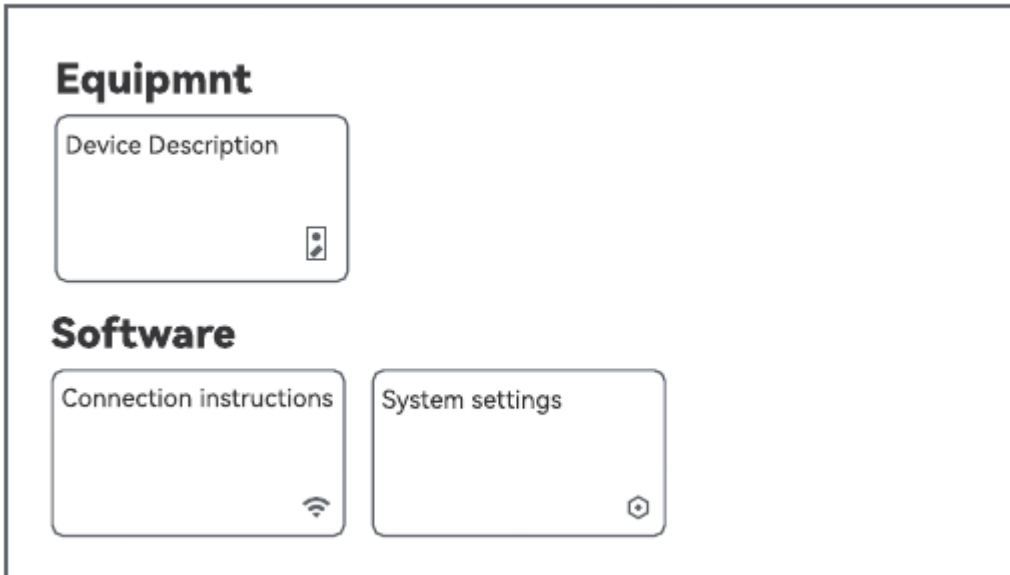 Equipmnt
Device Description
Software
Connection instructions
System settings